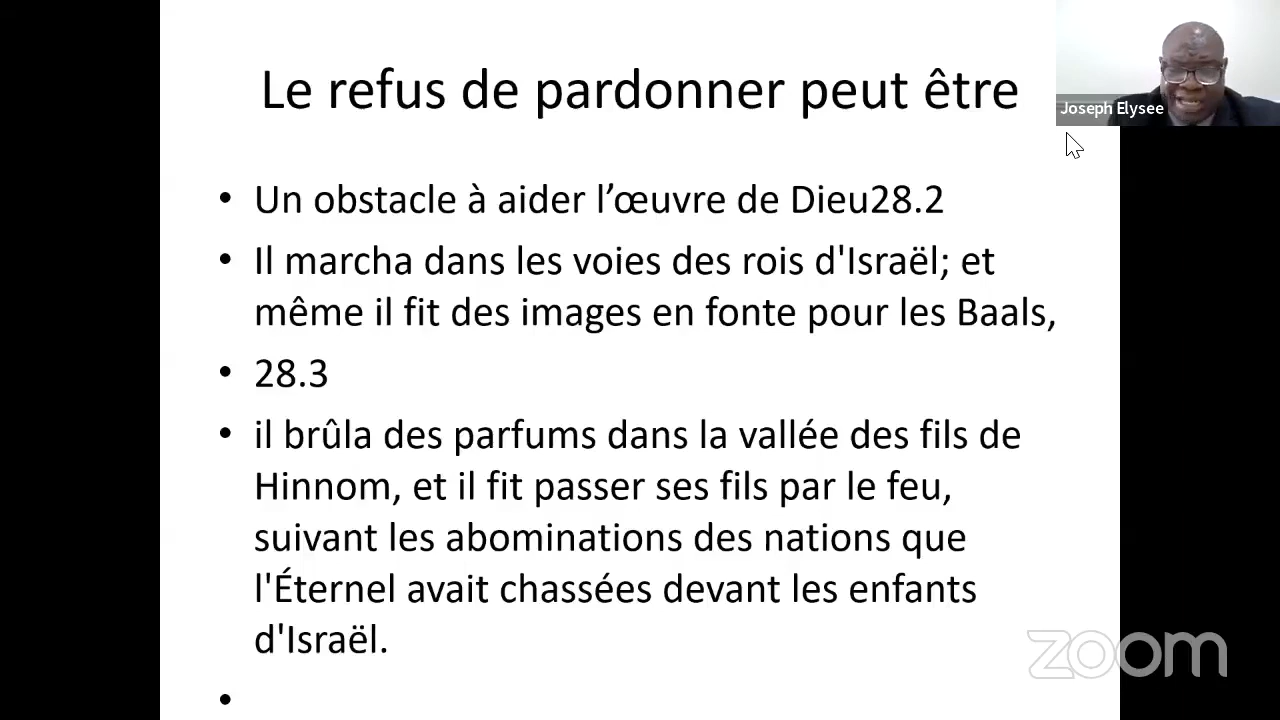 Le refus de pardonner peut être
Joseph Elysee
• Un obstacle à aider l’œuvre de Dieu28.2
• Il marcha dans les voies des rois d'Israël; et
même il fit des images en fonte pour les Baals,
• 28.3
• il brûla des parfums dans la vallée des fils de
Hinnom, et il fit passer ses fils par le feu,
suivant les abominations des nations que
l'Éternel avait chassées devant les enfants
d'Israël.
•
zoom